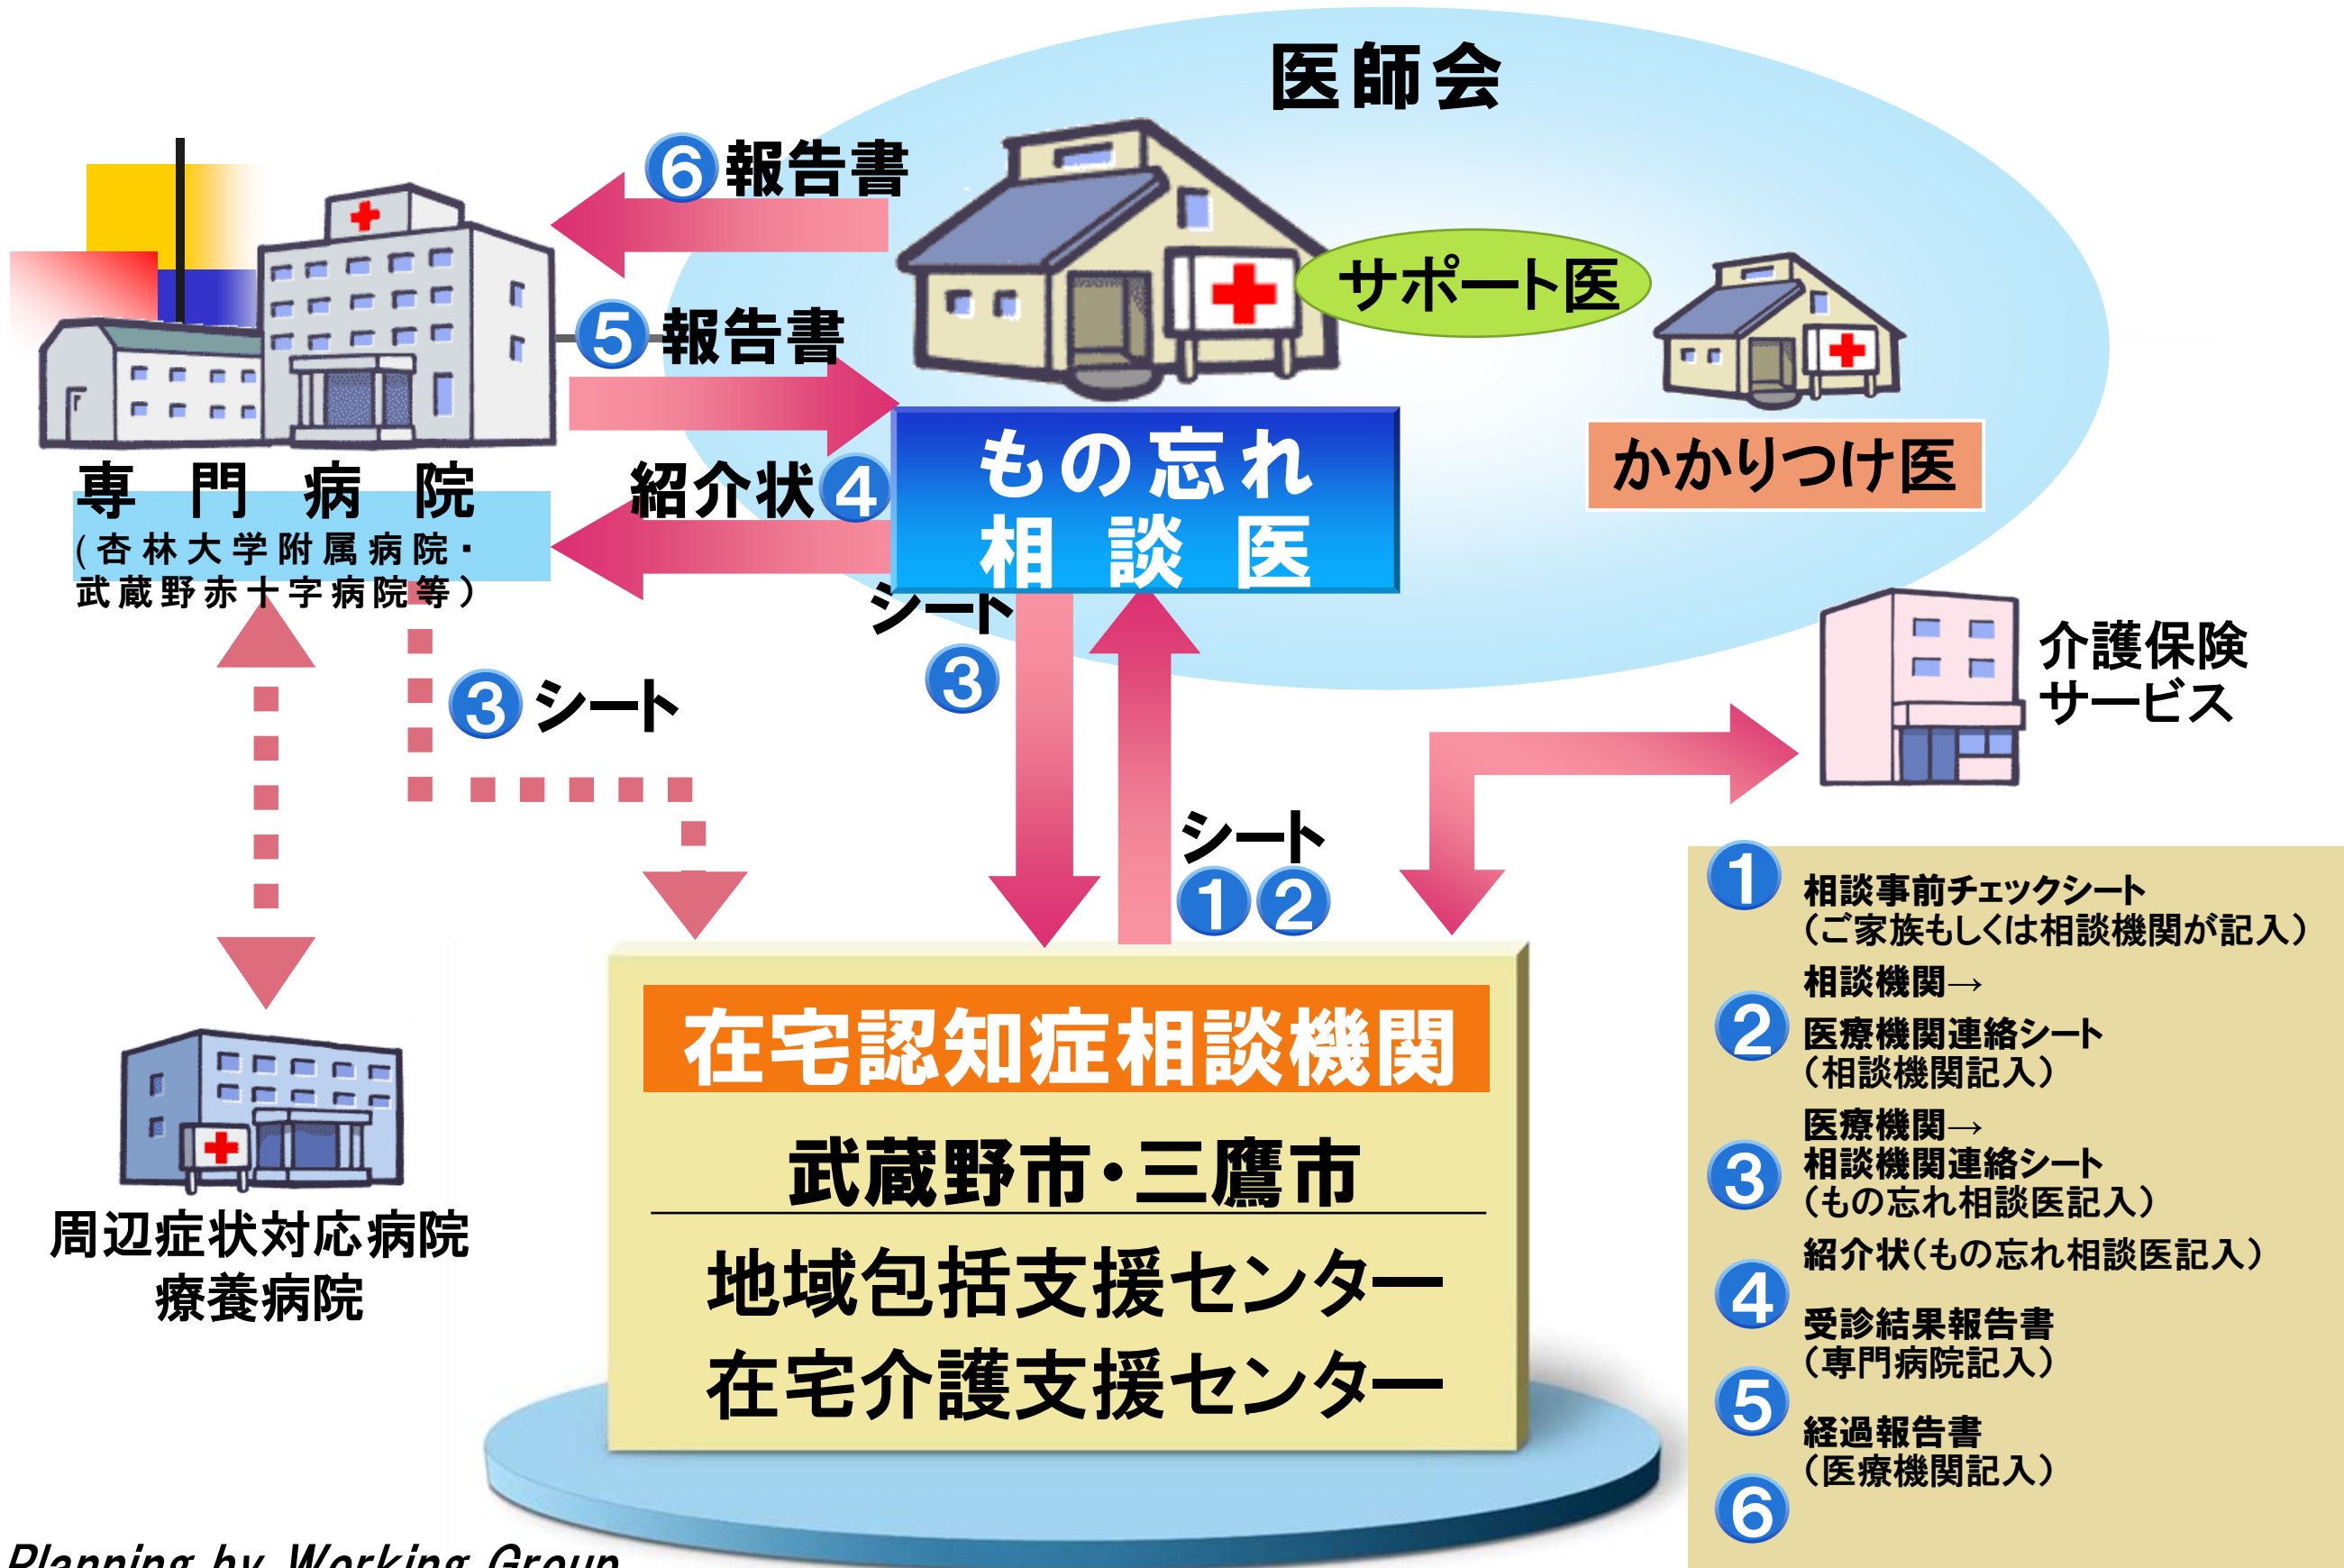 医師会
⑥報告書
サポート医
⑤報告書
かかりつけ医
もの忘れ
相談医
紹介状④
専門病院
(杏林大学附属病院・
武蔵野赤十字病院等）
シート
③
③シート
介護保険
サービス
シート
①②
在宅認知症相談機関
武蔵野市・三鷹市
地域包括支援センター
在宅介護支援センター
周辺症状対応病院
療養病院
①
相談事前チェックシート
（ご家族もしくは相談機関が記入）
相談機関→
②
医療機関連絡シート
（相談機関記入）
医療機関→
③
相談機関連絡シート
（もの忘れ相談医記入）
紹介状（もの忘れ相談医記入）
④
受診結果報告書
（専門病院記入）
⑤
経過報告書
（医療機関記入）
⑥
Planning by Working Group